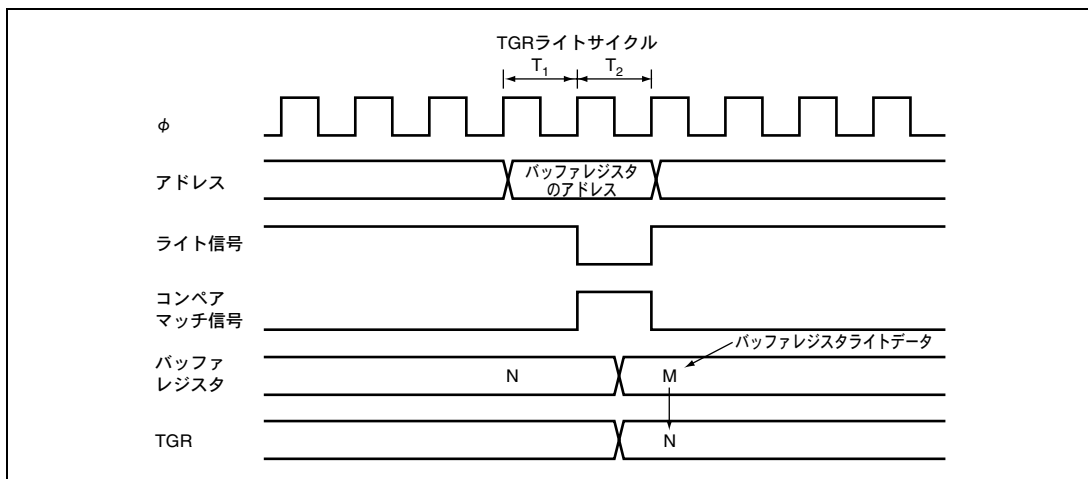 TGRライトサイクル
T1 T2
φ
アドレス
バッファレジスタ
のアドレス
ライト信号
コンペア
マッチ信号
バッファレジスタライトデータ
バッファ
レジスタ
N M
TGR
N